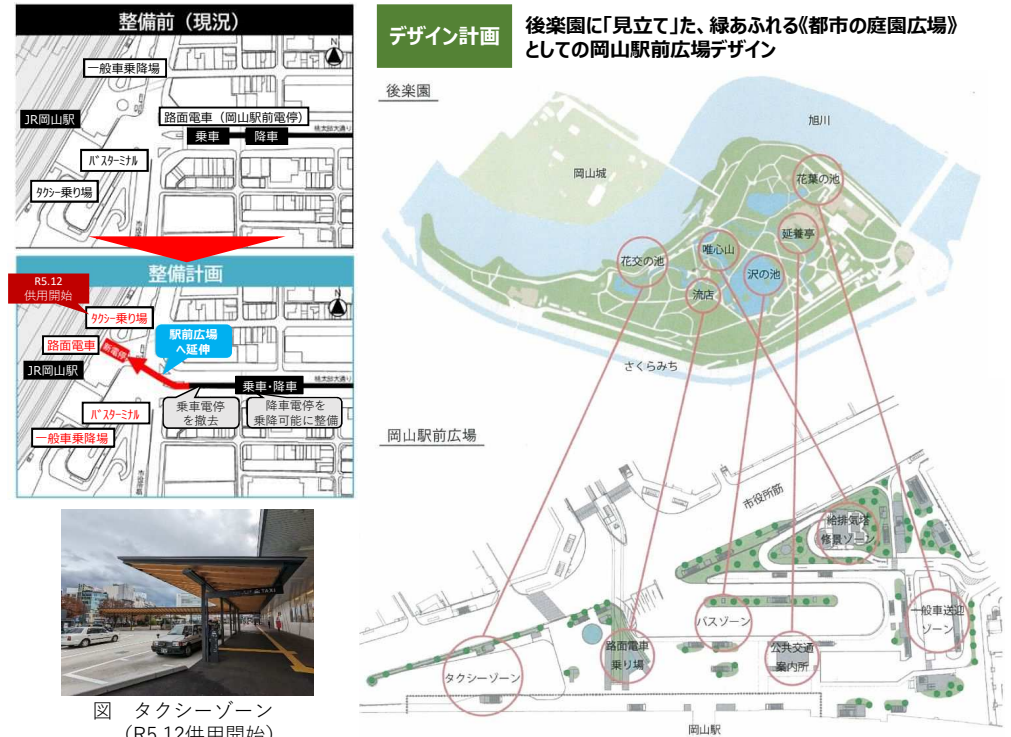 整備前（現況）
一般車乗降場
N
JR岡山駅
路面電車（岡山駅前電停）
桃太郎大通り
乗車
降車
バスターミナル
タクシー乗り場
整備計画
R5.12
供用開始
N
タクシー乗り場
路面電車
新電停
駅前広場
へ延伸
JR岡山駅
桃太郎大通り
乗車・降車
乗車電停
を撤去
降車電停を
乗降可能に整備
バスターミナル
一般車乗降場
市役所筋
TAXI
図　タクシーゾーン
（R5.12供用開始）
デザイン計画
後楽園に「見立て」た、緑あふれる《都市の庭園広場》
としての岡山駅前広場デザイン
後楽園
旭川
岡山城
花葉の池
延養亭
唯心山
花交の池
沢の池
流店
さくらみち
岡山駅前広場
市役所筋
給排気塔
修景ゾーン
バスゾーン
一般車送迎
ゾーン
路面電車
乗り場
公共交通
案内所
タクシーゾーン
岡山駅